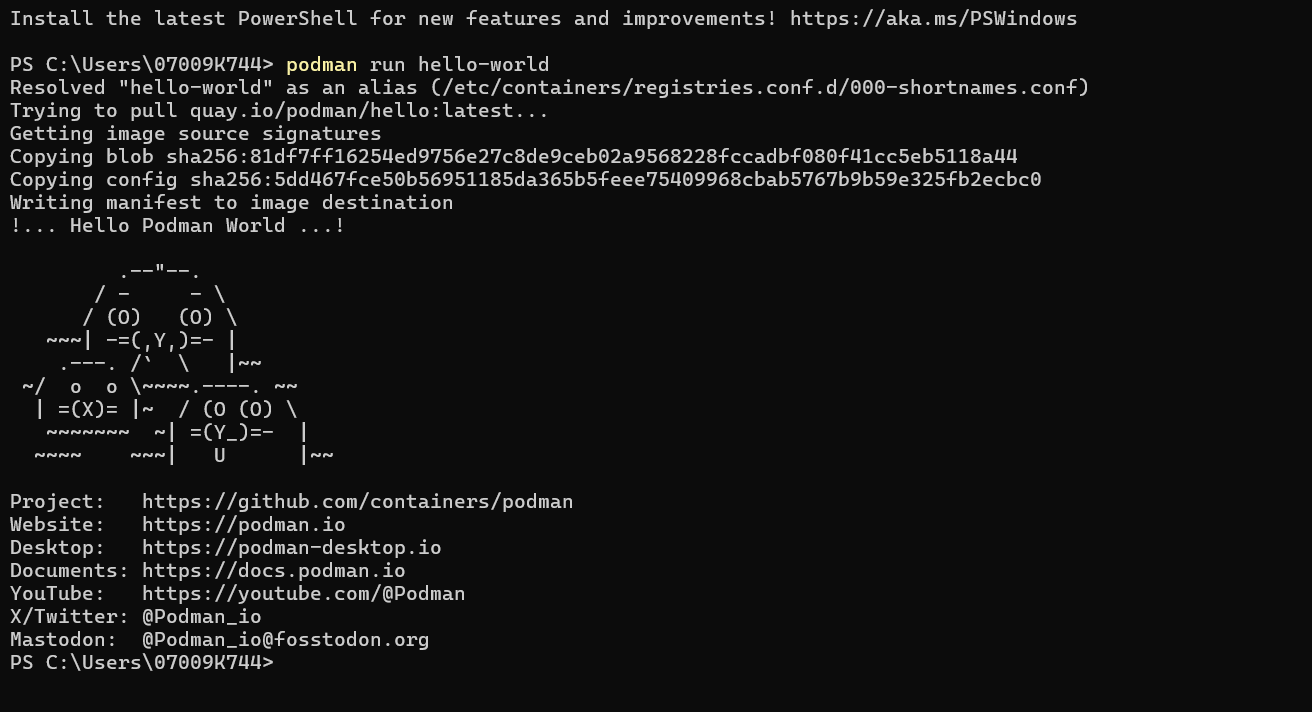 Install the latest PowerShell for new features and improvements! https://aka.ms/PSWindows

PS C:\Users\07009K744> podman run hello-world
Resolved "hello-world" as an alias (/etc/containers/registries.conf.d/000-shortnames.conf)
Trying to pull quay.io/podman/hello:latest...
Getting image source signatures
Copying blob sha256:81df7ff16254ed9756e27c8de9ceb02a9568228fccadbf080f41cc5eb5118a44
Copying config sha256:5dd467fce50b56951185da365b5feee75409968cbab5767b9b59e325fb2ecbc0
Writing manifest to image destination
!... Hello Podman World ...!

         .--"--.
       / -     - \
      / (O)   (O) \
   ~~~| -=(,Y,)=- |
    .---. /`  \   |~~
 ~/  o  o \~~~~.----. ~~
  | =(X)= |~  / (O (O) \
   ~~~~~~~  ~| =(Y_)=-  |
  ~~~~    ~~~|   U      |~~

Project:   https://github.com/containers/podman
Website:   https://podman.io
Desktop:   https://podman-desktop.io
Documents: https://docs.podman.io
YouTube:   https://youtube.com/@Podman
X/Twitter: @Podman_io
Mastodon:  @Podman_io@fosstodon.org
PS C:\Users\07009K744>